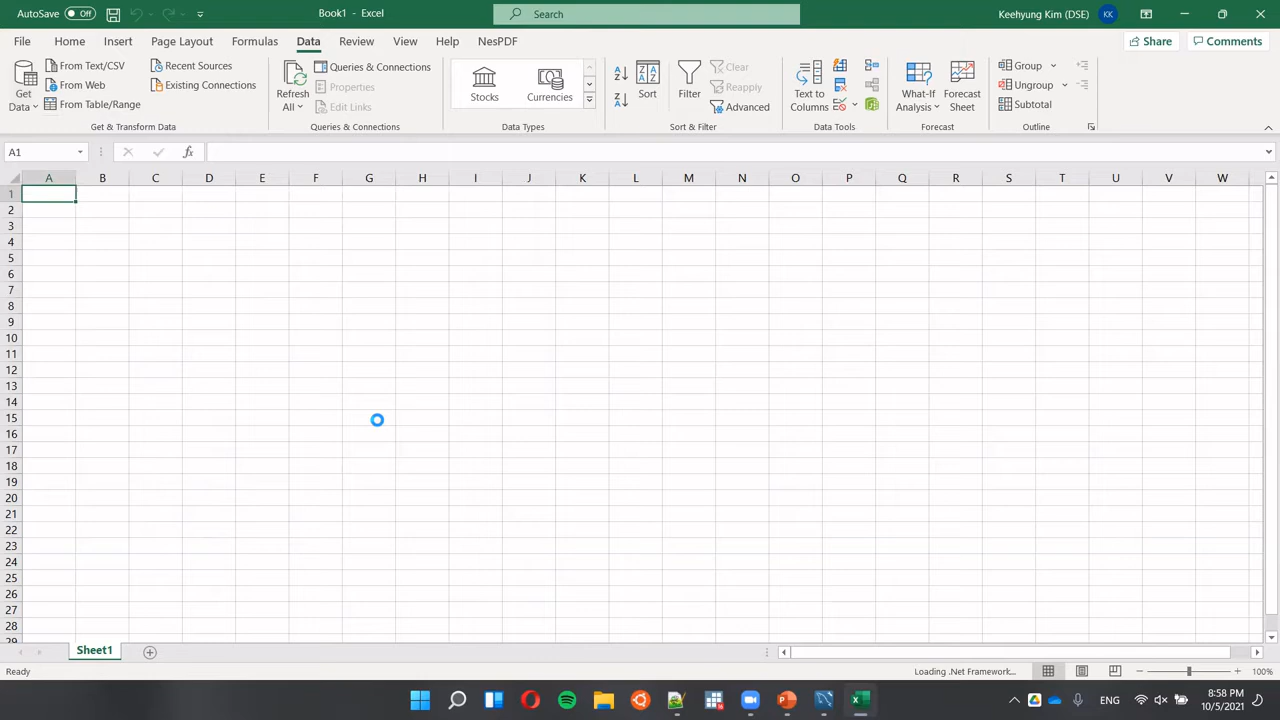 AutoSave Off Book1 - Excel Search Keehyung Kim (DSE) KK
File Home Insert Page Layout Formulas Data Review View Help NesPDF Share Comments
Get Data
From Text/CSV
From Web
From Table/Range
Recent Sources
Existing Connections
Get & Transform Data
Refresh All
Queries & Connections
Properties
Edit Links
Queries & Connections
Stocks
Currencies
Data Types
Sort
Filter
Clear
Reapply
Advanced
Sort & Filter
Text to Columns
Data Tools
What-If Analysis
Forecast Sheet
Forecast
Group
Ungroup
Subtotal
Outline
A1 fx
A B C D E F G H I J K L M N O P Q R S T U V W
1
2
3
4
5
6
7
8
9
10
11
12
13
14
15
16
17
18
19
20
21
22
23
24
25
26
27
28
29
Sheet1
Ready Loading .Net Framework... 100%
ENG 8:58 PM
10/5/2021